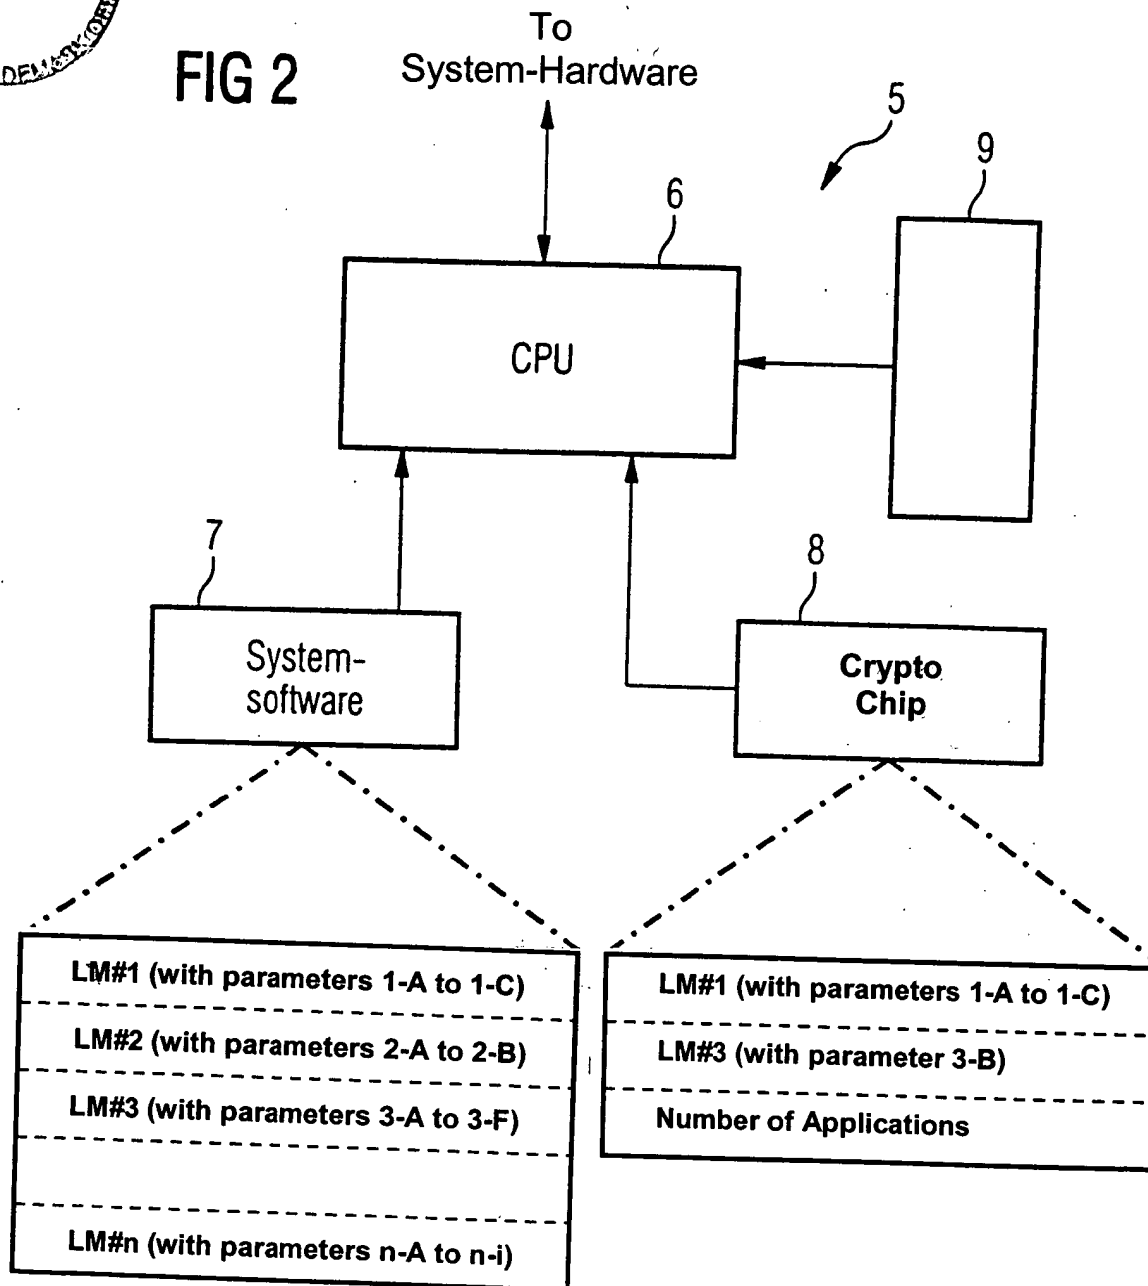 To
System-Hardware
FIG 2
5
9
6
CPU
7
8
System-
software
Crypto
Chip
LM#1 (with parameters 1-A to 1-C)
LM#2 (with parameters 2-A to 2-B)
LM#3 (with parameters 3-A to 3-F)
LM#n (with parameters n-A to n-i)
LM#1 (with parameters 1-A to 1-C)
LM#3 (with parameter 3-B)
Number of Applications